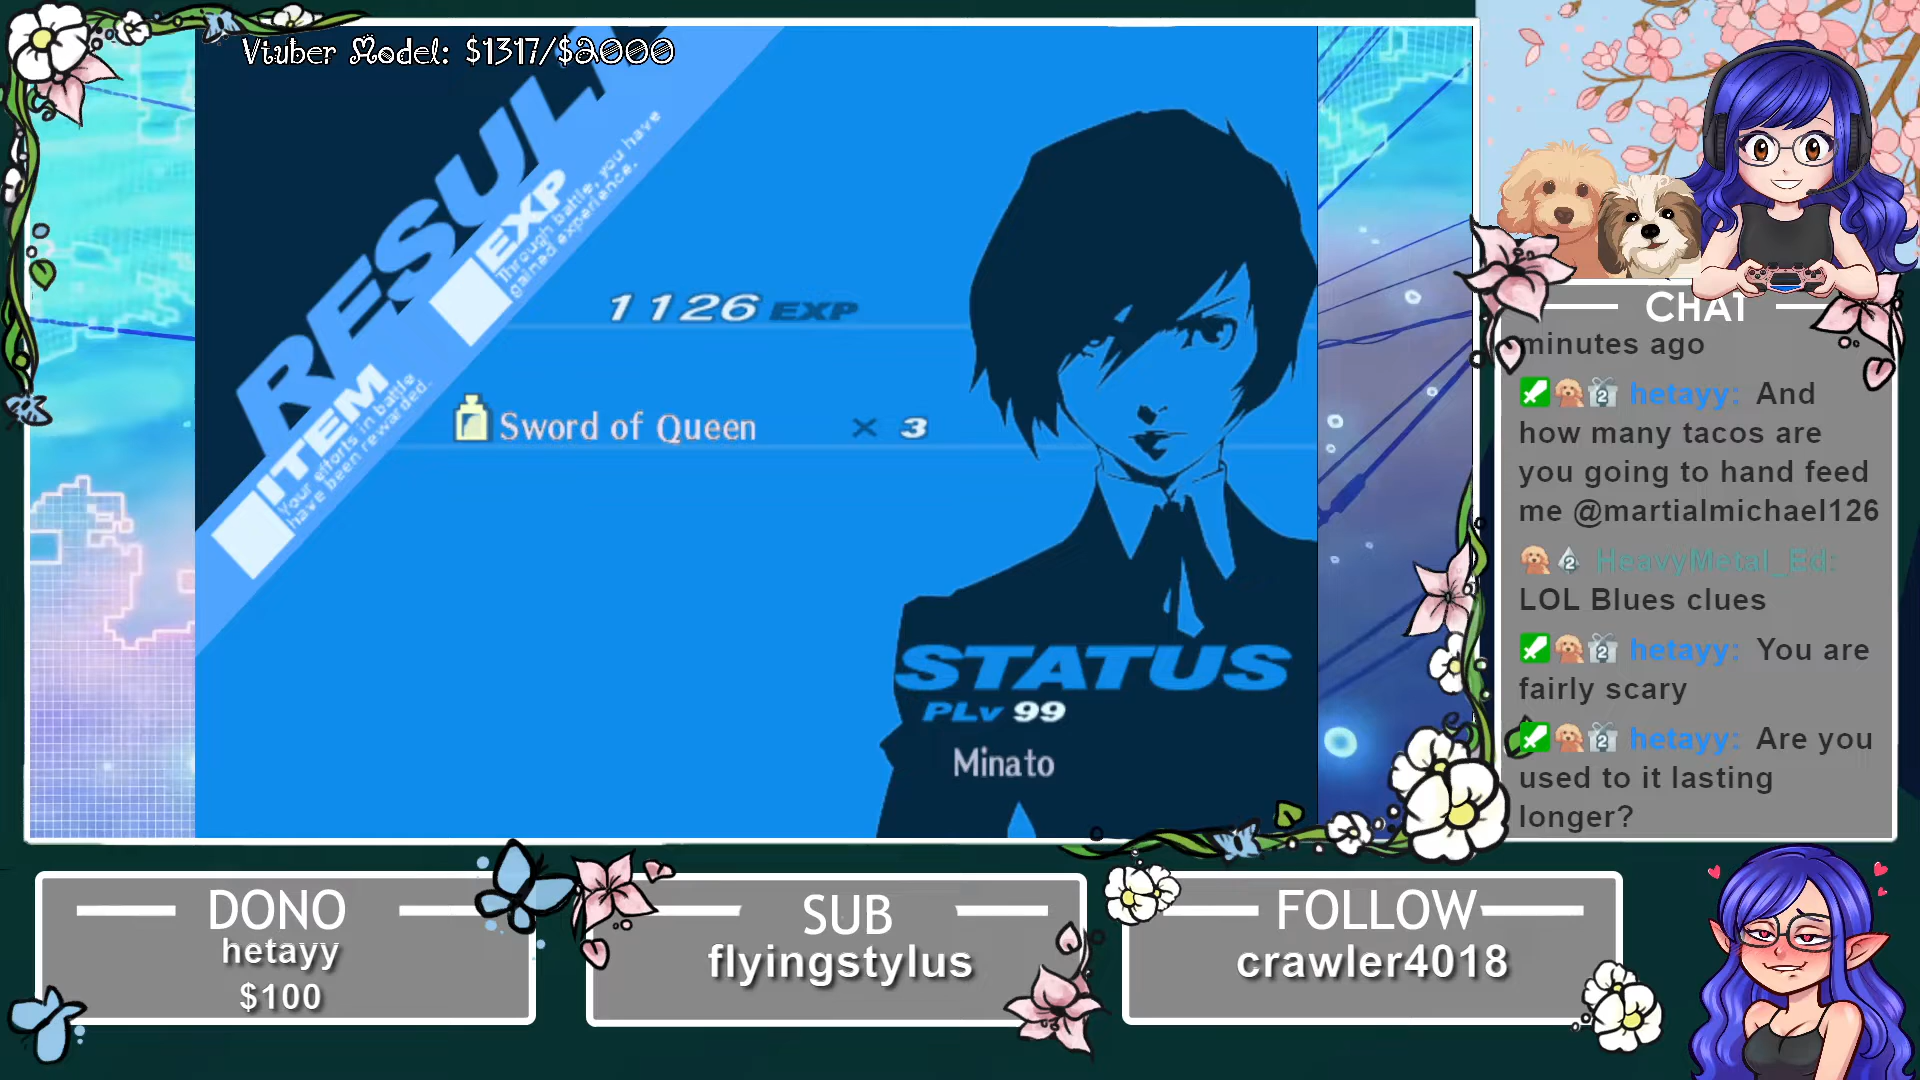 Vtuber Model: $1317/$2000
RESULT
EXP
Through battle, you have
gained experience.
1126 EXP
ITEM
Your efforts in battle
have been rewarded.
Sword of Queen × 3
STATUS
PLv 99
Minato
CHAT
minutes ago
hetayy: And
how many tacos are
you going to hand feed
me @martialmichael126
HeavyMetal_Ed:
LOL Blues clues
hetayy: You are
fairly scary
hetayy: Are you
used to it lasting
longer?
DONO
hetayy
$100
SUB
flyingstylus
FOLLOW
crawler4018